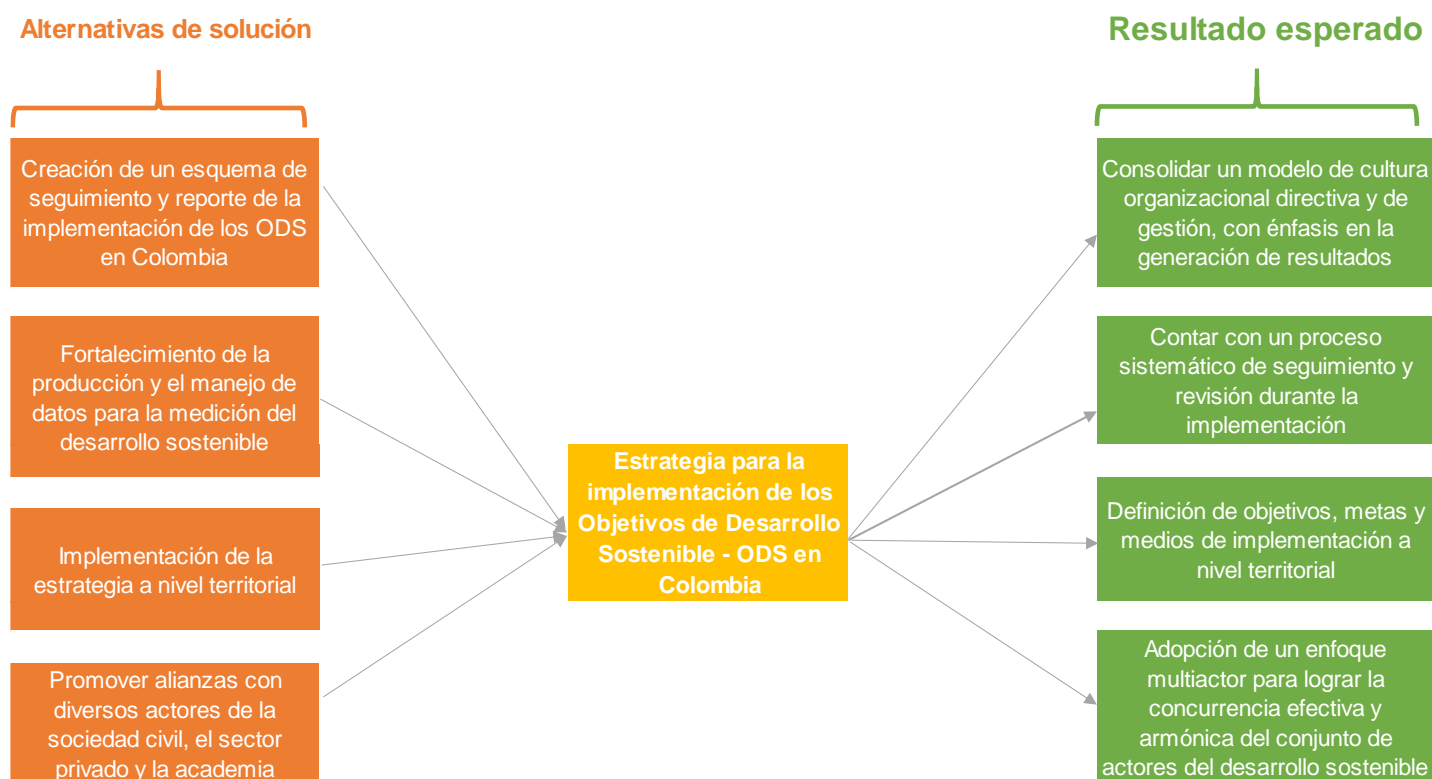 Alternativas de solución
Creación de un esquema de
seguimiento y reporte de la
implementación de los ODS
en Colombia
Fortalecimiento de la
producción y el manejo de
datos para la medición del
desarrollo sostenible
Implementación de la
estrategia a nivel territorial
Promover alianzas con
diversos actores de la
sociedad civil, el sector
privado y la academia
Estrategia para la
implementación de los
Objetivos de Desarrollo
Sostenible - ODS en
Colombia
Resultado esperado
Consolidar un modelo de cultura
organizacional directiva y de
gestión, con énfasis en la
generación de resultados
Contar con un proceso
sistemático de seguimiento y
revisión durante la
implementación
Definición de objetivos, metas y
medios de implementación a
nivel territorial
Adopción de un enfoque
multiactor para lograr la
concurrencia efectiva y
armónica del conjunto de
actores del desarrollo sostenible